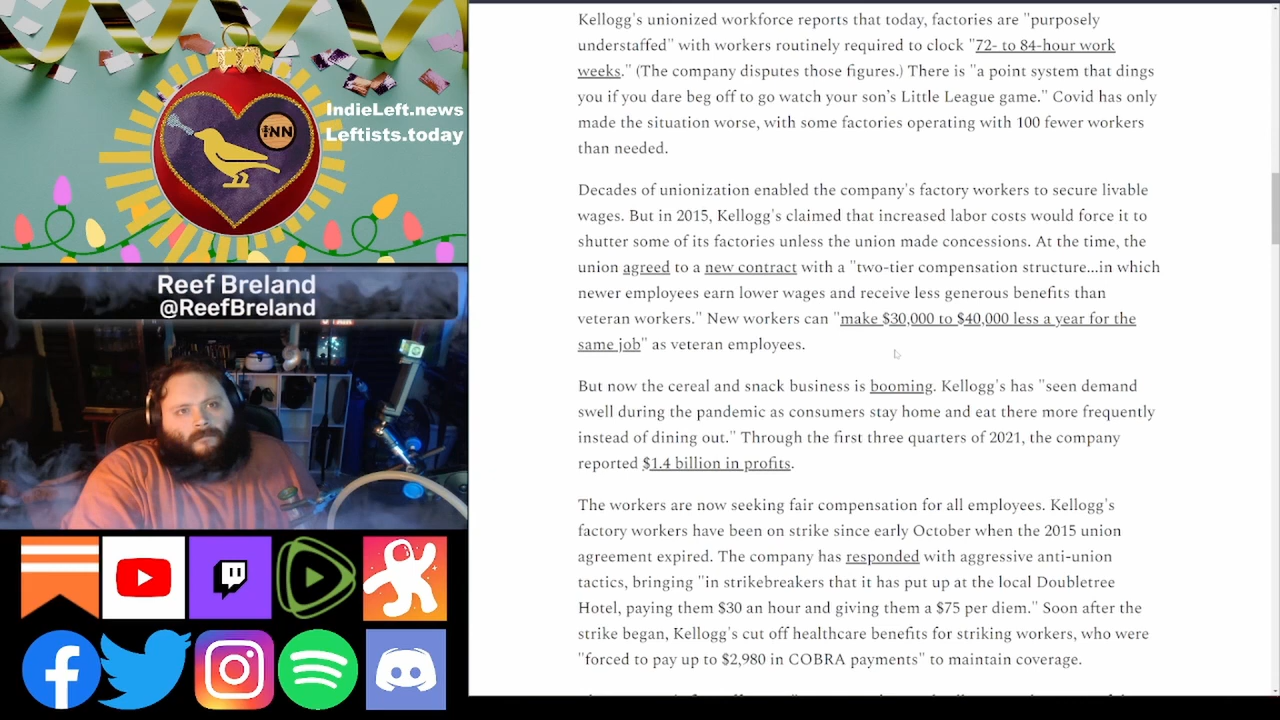 IndieLeft.news
Leftists.today
iNN
Reef Breland
@ReefBreland
Kellogg's unionized workforce reports that today, factories are "purposely
understaffed" with workers routinely required to clock "72- to 84-hour work
weeks." (The company disputes those figures.) There is "a point system that dings
you if you dare beg off to go watch your son’s Little League game." Covid has only
made the situation worse, with some factories operating with 100 fewer workers
than needed.
Decades of unionization enabled the company's factory workers to secure livable
wages. But in 2015, Kellogg's claimed that increased labor costs would force it to
shutter some of its factories unless the union made concessions. At the time, the
union agreed to a new contract with a "two-tier compensation structure...in which
newer employees earn lower wages and receive less generous benefits than
veteran workers." New workers can "make $30,000 to $40,000 less a year for the
same job" as veteran employees.
But now the cereal and snack business is booming. Kellogg's has "seen demand
swell during the pandemic as consumers stay home and eat there more frequently
instead of dining out." Through the first three quarters of 2021, the company
reported $1.4 billion in profits.
The workers are now seeking fair compensation for all employees. Kellogg's
factory workers have been on strike since early October when the 2015 union
agreement expired. The company has responded with aggressive anti-union
tactics, bringing "in strikebreakers that it has put up at the local Doubletree
Hotel, paying them $30 an hour and giving them a $75 per diem." Soon after the
strike began, Kellogg's cut off healthcare benefits for striking workers, who were
"forced to pay up to $2,980 in COBRA payments" to maintain coverage.